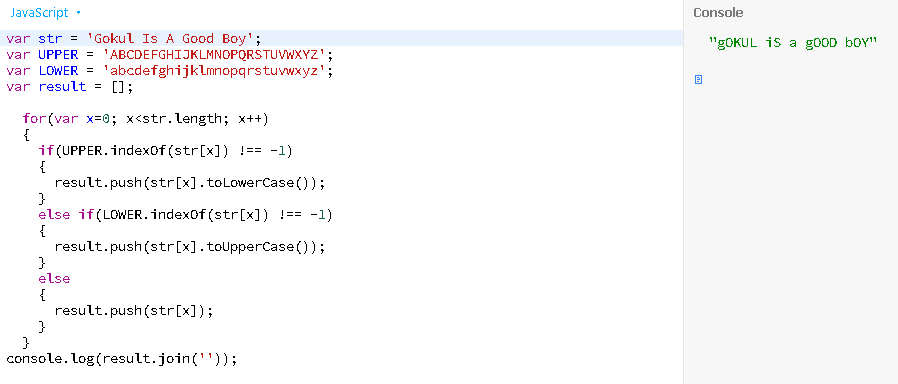 JavaScript
var str = 'Gokul Is A Good Boy';
var UPPER = 'ABCDEFGHIJKLMNOPQRSTUVWXYZ';
var LOWER = 'abcdefghijklmnopqrstuvwxyz';
var result = [];
for(var x=0; x<str.length; x++)
{
if(UPPER.indexOf(str[x]) !== -1)
{
result.push(str[x].toLowerCase());
}
else if(LOWER.indexOf(str[x]) !== -1)
{
result.push(str[x].toUpperCase());
}
else
{
result.push(str[x]);
}
}
console.log(result.join(''));
Console
"gOKUL iS a gOOD bOY"